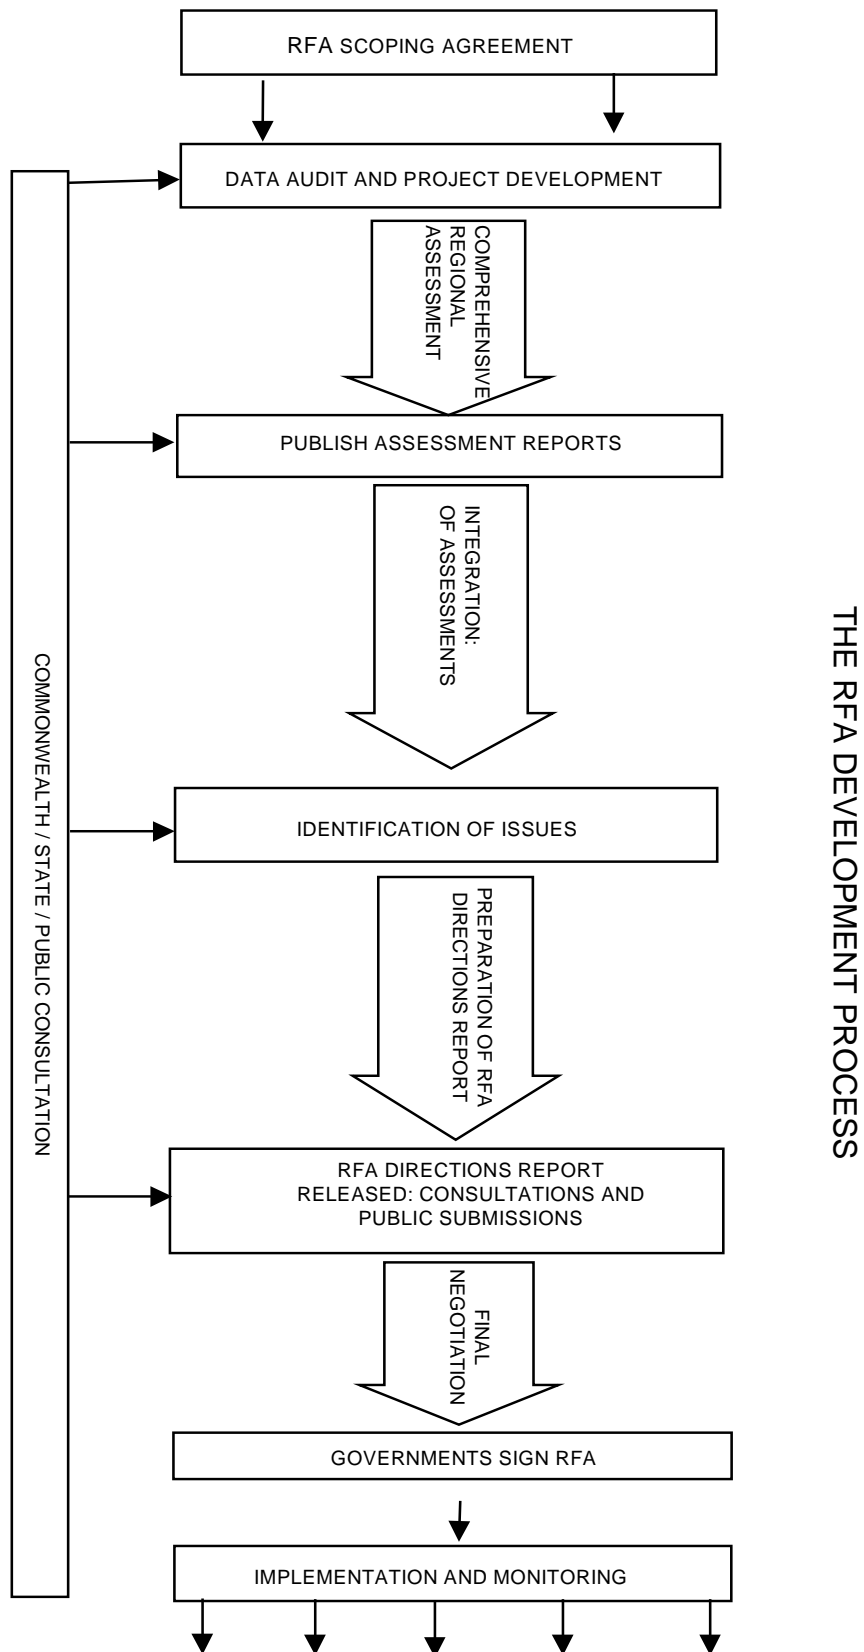 RFA SCOPING AGREEMENT
DATA AUDIT AND PROJECT DEVELOPMENT
COMPREHENSIVE
REGIONAL
ASSESSMENT
PUBLISH ASSESSMENT REPORTS
INTEGRATION:
OF ASSESSMENTS
IDENTIFICATION OF ISSUES
PREPARATION OF RFA
DIRECTIONS REPORT
RFA DIRECTIONS REPORT
RELEASED: CONSULTATIONS AND
PUBLIC SUBMISSIONS
FINAL
NEGOTIATION
GOVERNMENTS SIGN RFA
IMPLEMENTATION AND MONITORING
COMMONWEALTH / STATE / PUBLIC CONSULTATION
THE RFA DEVELOPMENT PROCESS